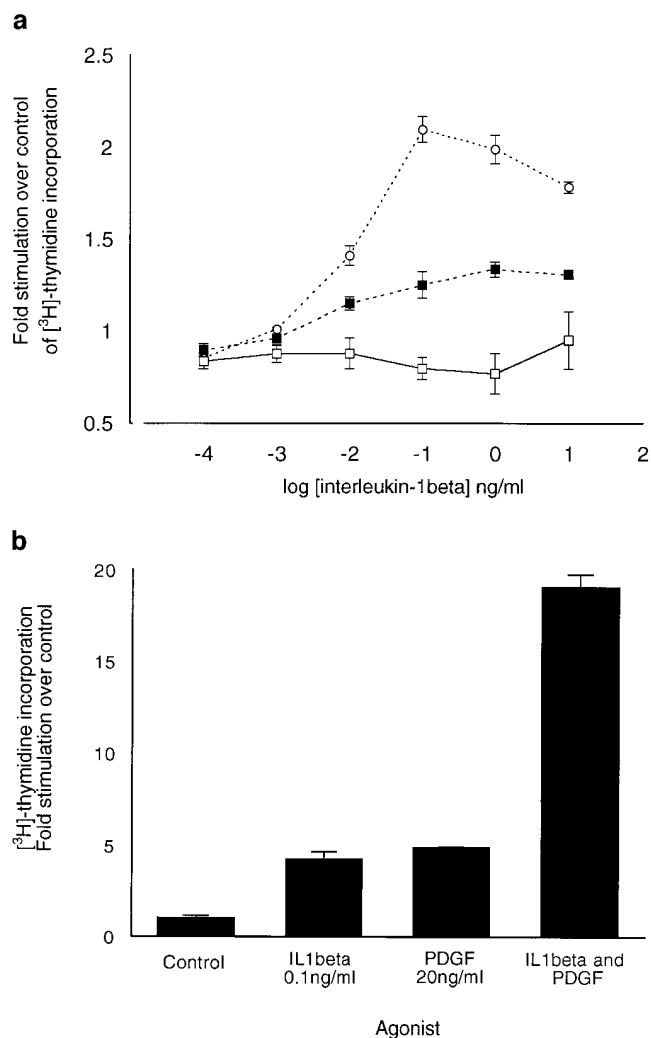 a
Fold stimulation over control
of [³H]-thymidine incorporation
2.5
2
1.5
1
0.5
-4 -3 -2 -1 0 1 2
log [interleukin-1beta] ng/ml
b
[³H]-thymidine incorporation
Fold stimulation over control
20
15
10
5
0
Control IL1beta PDGF IL1beta and
0.1ng/ml 20ng/ml PDGF
Agonist